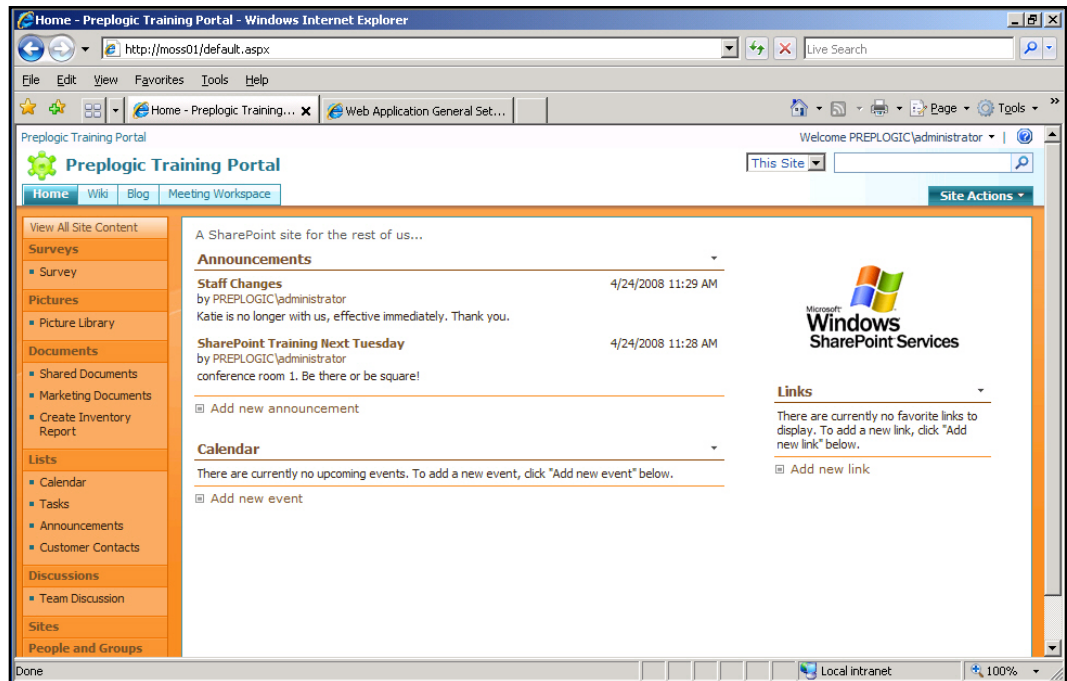 Home - Preplogic Training Portal - Windows Internet Explorer
http://moss01/default.aspx
Live Search
File Edit View Favorites Tools Help
Home - Preplogic Training... Web Application General Set...
Page Tools »
Preplogic Training Portal
Welcome PREPLOGIC\administrator
Preplogic Training Portal
This Site
Home Wiki Blog Meeting Workspace
Site Actions
View All Site Content
Surveys
Survey
Pictures
Picture Library
Documents
Shared Documents
Marketing Documents
Create Inventory
Report
Lists
Calendar
Tasks
Announcements
Customer Contacts
Discussions
Team Discussion
Sites
People and Groups
A SharePoint site for the rest of us...
Announcements
Staff Changes 4/24/2008 11:29 AM
by PREPLOGIC\administrator
Katie is no longer with us, effective immediately. Thank you.
SharePoint Training Next Tuesday 4/24/2008 11:28 AM
by PREPLOGIC\administrator
conference room 1. Be there or be square!
Add new announcement
Calendar
There are currently no upcoming events. To add a new event, click "Add new event" below.
Add new event
Microsoft
Windows
SharePoint Services
Links
There are currently no favorite links to
display. To add a new link, click "Add
new link" below.
Add new link
Done
Local intranet
100%